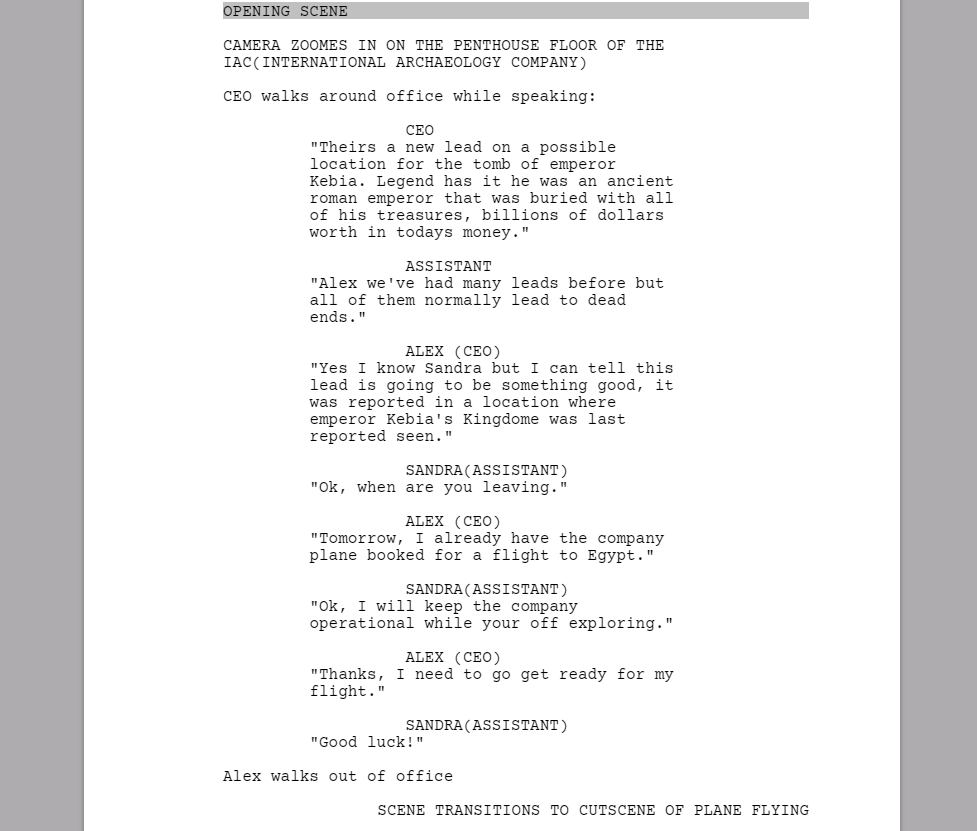 OPENING SCENE
CAMERA ZOOMES IN ON THE PENTHOUSE FLOOR OF THE
IAC(INTERNATIONAL ARCHAEOLOGY COMPANY)
CEO walks around office while speaking:
CEO
"Theirs a new lead on a possible
location for the tomb of emperor
Kebia. Legend has it he was an ancient
roman emperor that was buried with all
of his treasures, billions of dollars
worth in todays money."
ASSISTANT
"Alex we've had many leads before but
all of them normally lead to dead
ends."
ALEX (CEO)
"Yes I know Sandra but I can tell this
lead is going to be something good, it
was reported in a location where
emperor Kebia's Kingdome was last
reported seen."
SANDRA(ASSISTANT)
"Ok, when are you leaving."
ALEX (CEO)
"Tomorrow, I already have the company
plane booked for a flight to Egypt."
SANDRA(ASSISTANT)
"Ok, I will keep the company
operational while your off exploring."
ALEX (CEO)
"Thanks, I need to go get ready for my
flight."
SANDRA(ASSISTANT)
"Good luck!"
Alex walks out of office
SCENE TRANSITIONS TO CUTSCENE OF PLANE FLYING